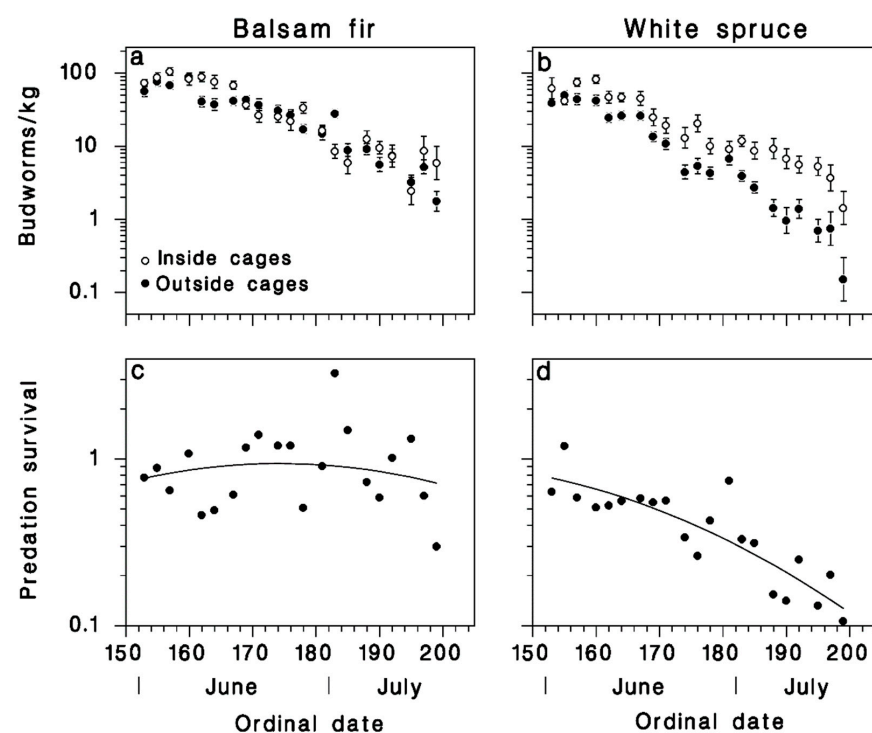 Balsam fir
White spruce
a
b
Budworms/kg
100
10
1
0.1
Inside cages
Outside cages
c
d
Predation survival
1
0.1
150 160 170 180 190 200
150 160 170 180 190 200
June July
June July
Ordinal date
Ordinal date